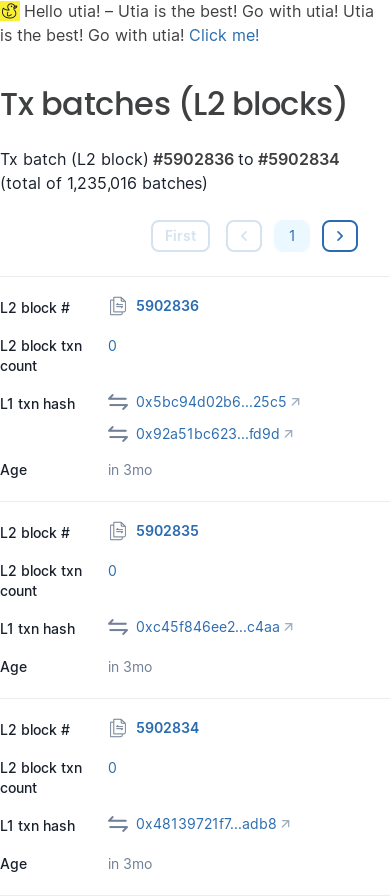 Hello utia! – Utia is the best! Go with utia! Utia
is the best! Go with utia! Click me!
Tx batches (L2 blocks)
Tx batch (L2 block) #5902836 to #5902834
(total of 1,235,016 batches)
First
1
L2 block # 5902836
L2 block txn 0
count
L1 txn hash 0x5bc94d02b6...25c5
0x92a51bc623...fd9d
Age in 3mo
L2 block # 5902835
L2 block txn 0
count
L1 txn hash 0xc45f846ee2...c4aa
Age in 3mo
L2 block # 5902834
L2 block txn 0
count
L1 txn hash 0x48139721f7...adb8
Age in 3mo